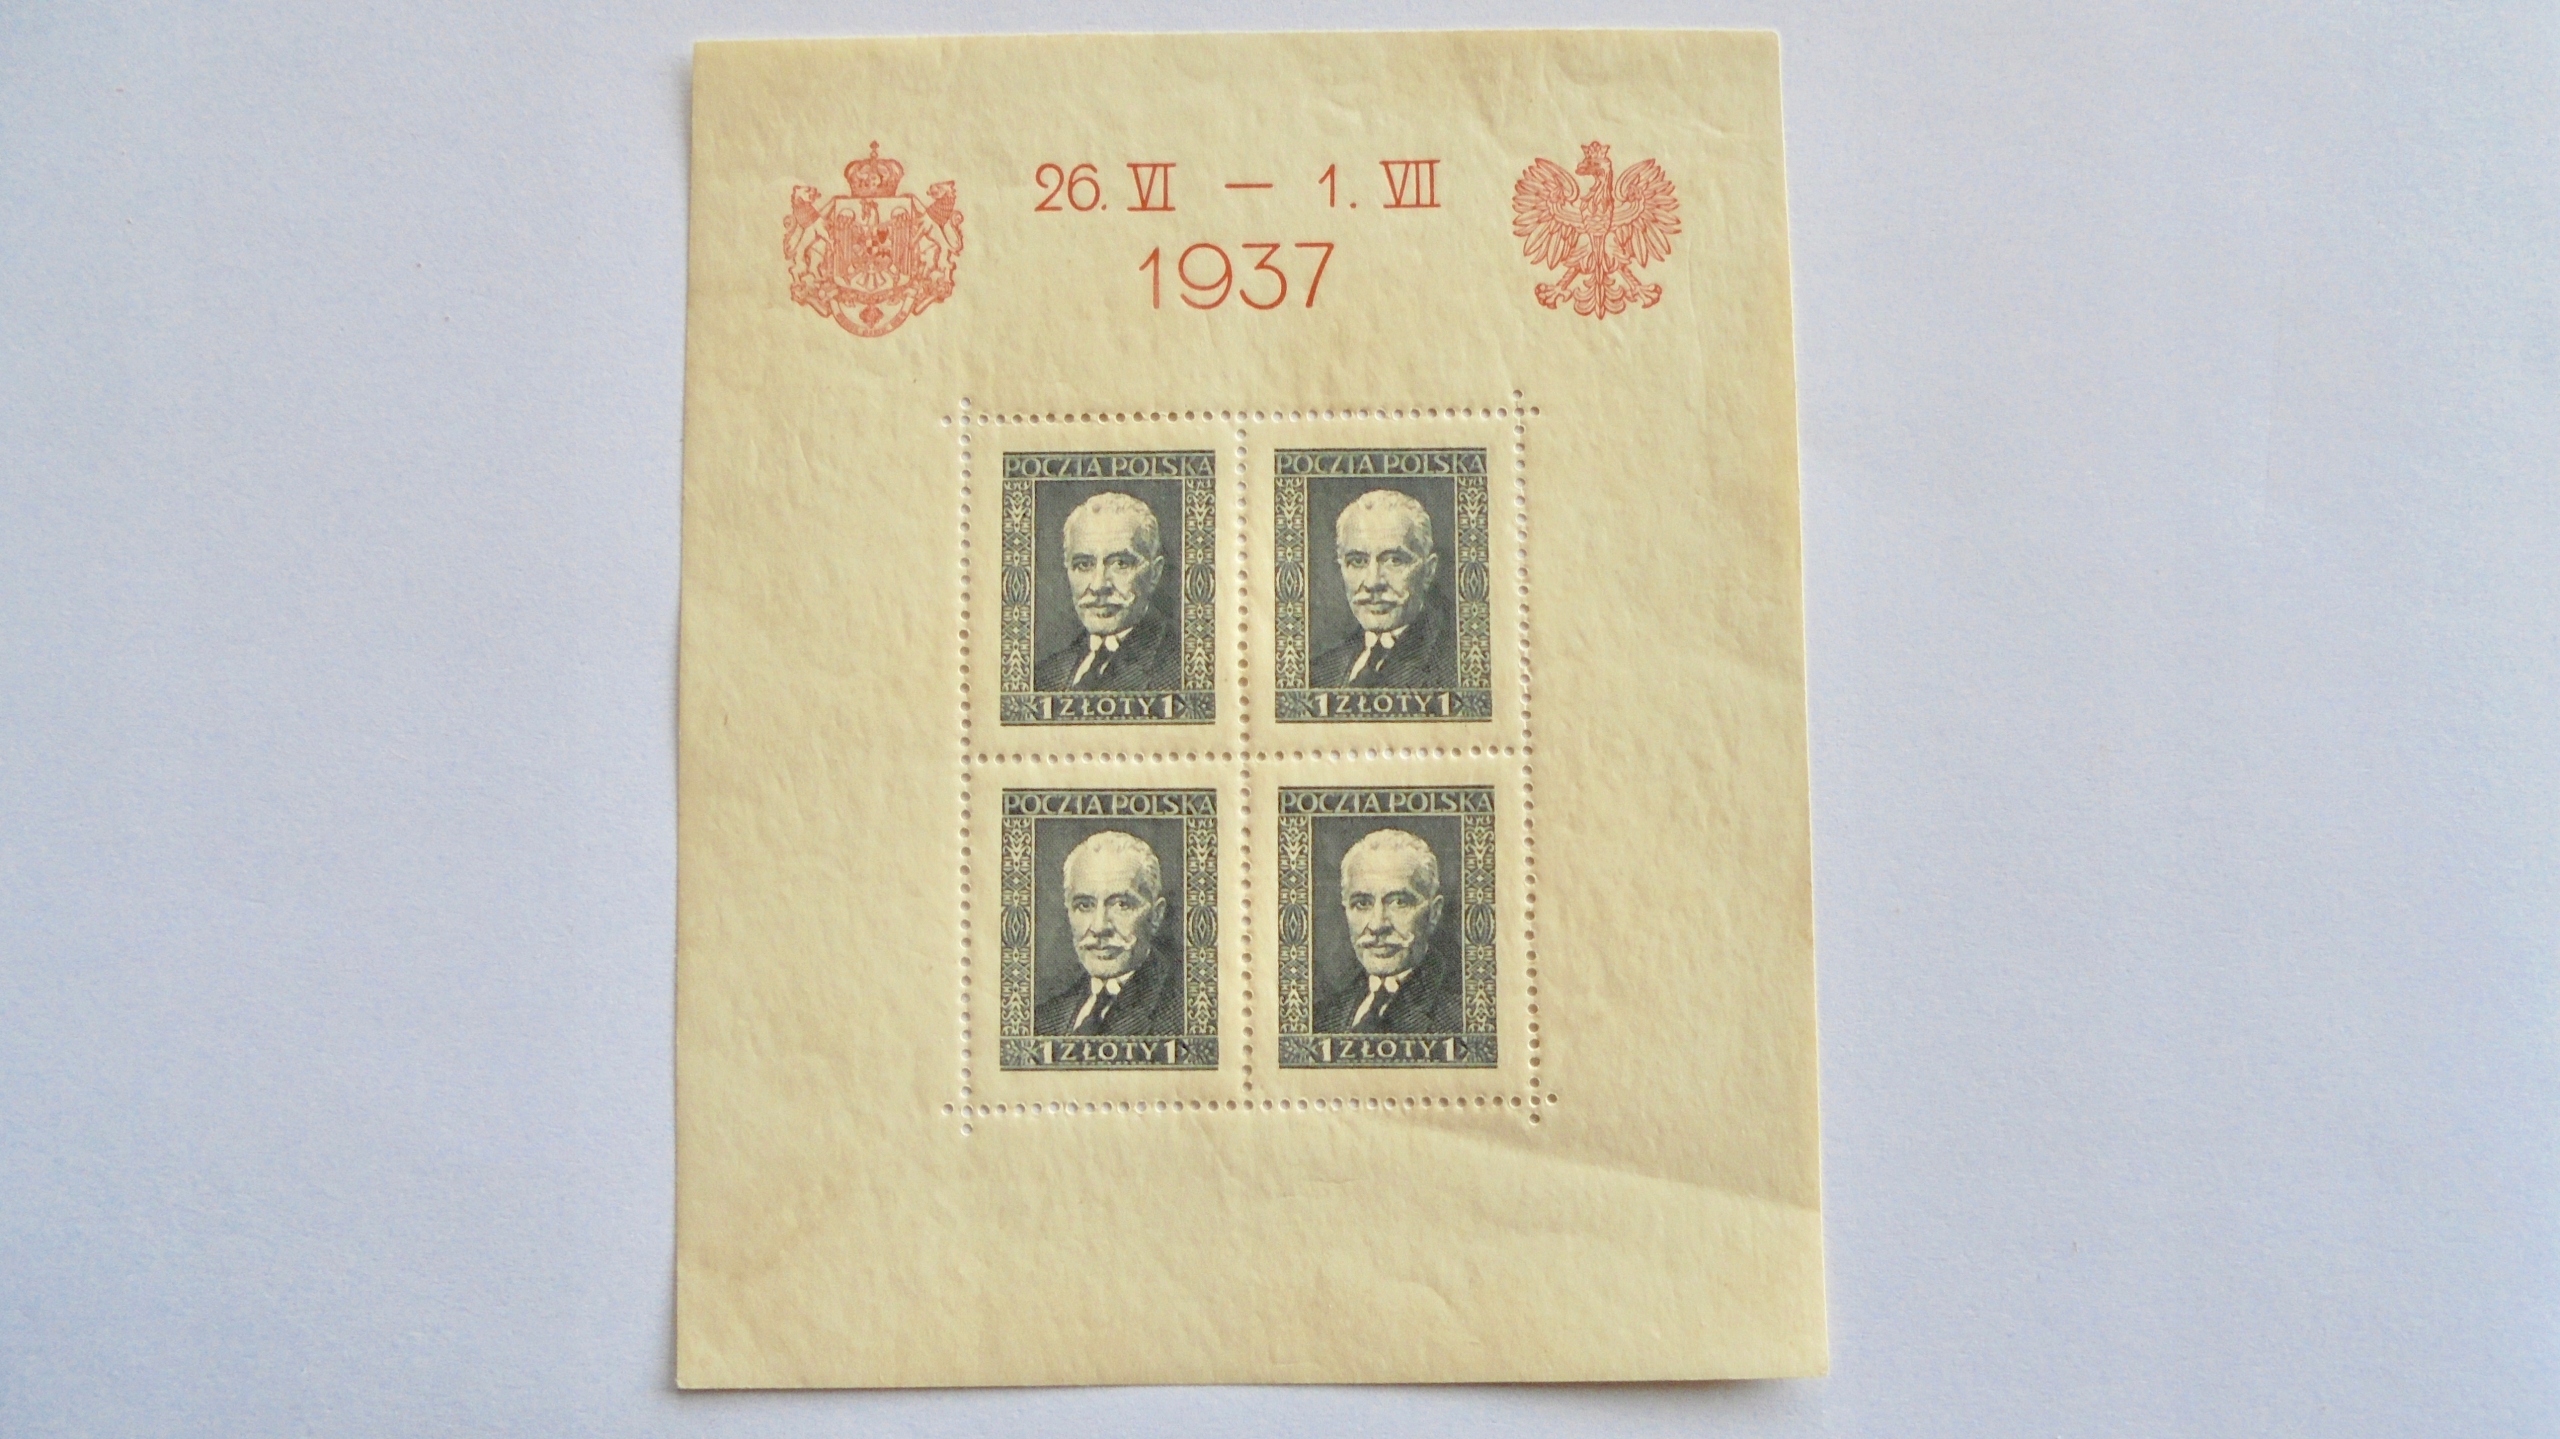 26. VI — 1. VII
1937
POCZTA POLSKA
1 ZŁOTY 1
POCZTA POLSKA
1 ZŁOTY 1
POCZTA POLSKA
1 ZŁOTY 1
POCZTA POLSKA
1 ZŁOTY 1